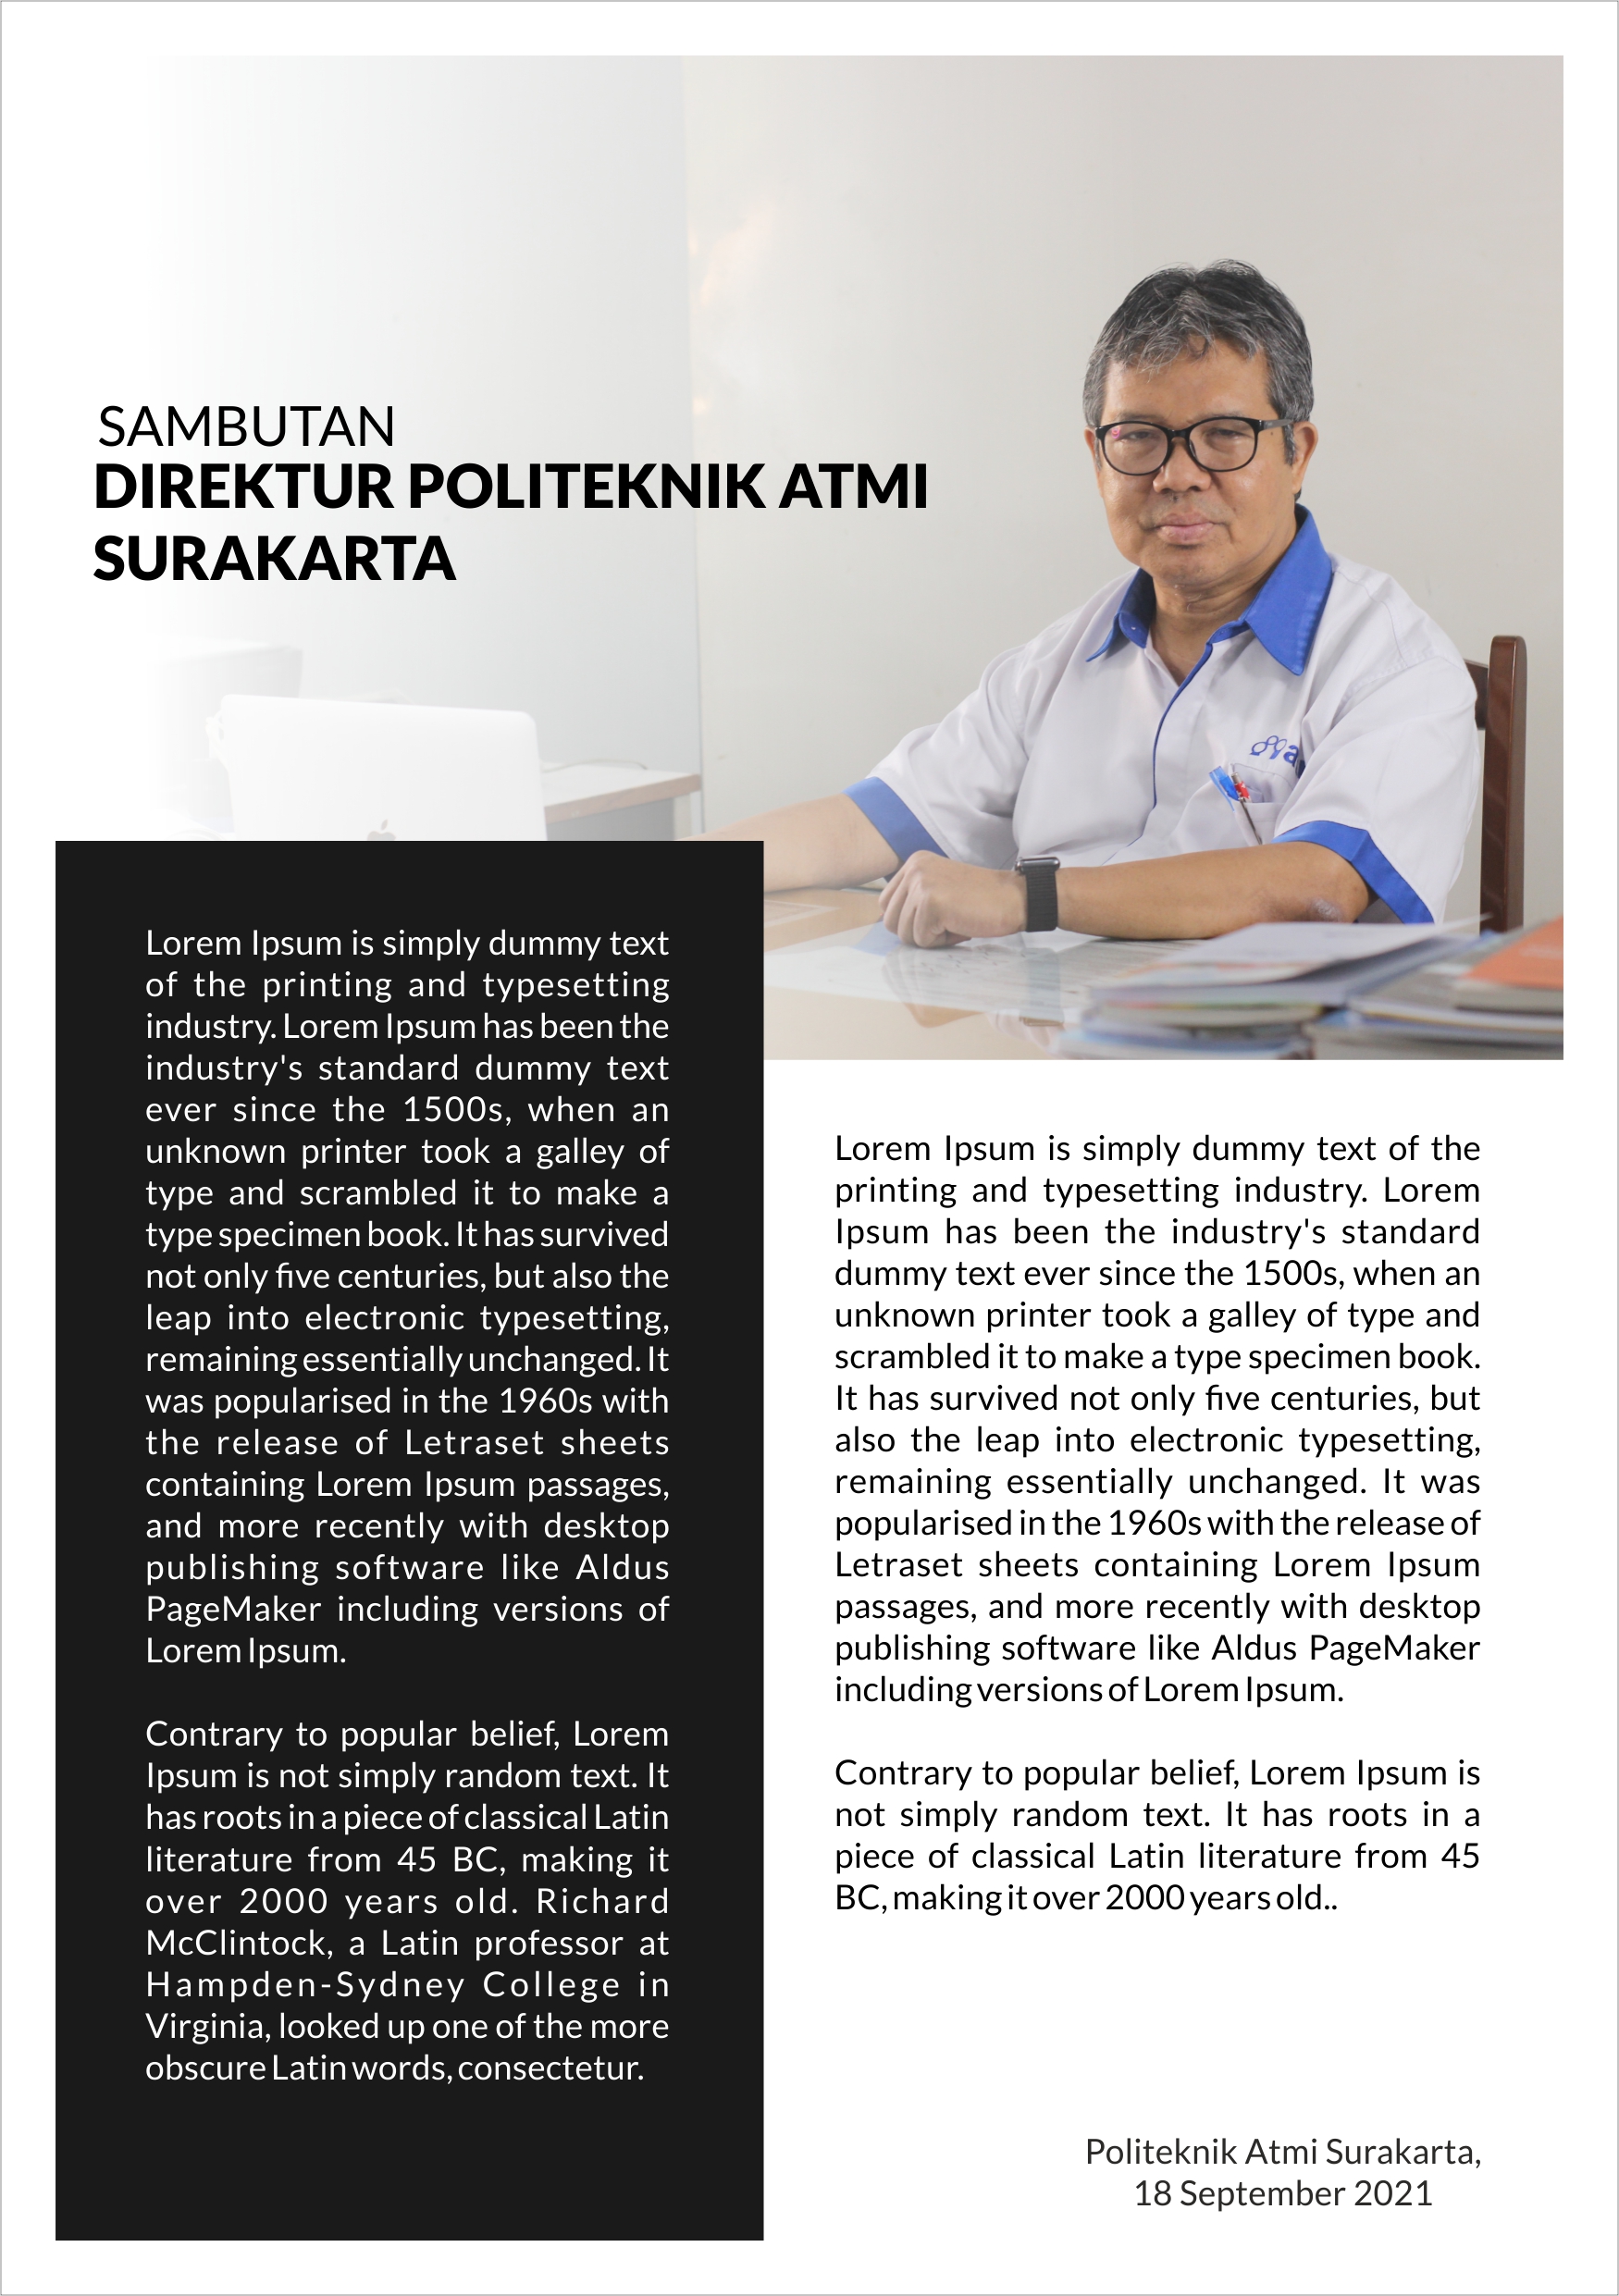 SAMBUTAN
DIREKTUR POLITEKNIK ATMI
SURAKARTA
Lorem Ipsum is simply dummy text
of the printing and typesetting
industry. Lorem Ipsum has been the
industry's standard dummy text
ever since the 1500s, when an
unknown printer took a galley of
type and scrambled it to make a
type specimen book. It has survived
not only five centuries, but also the
leap into electronic typesetting,
remaining essentially unchanged. It
was popularised in the 1960s with
the release of Letraset sheets
containing Lorem Ipsum passages,
and more recently with desktop
publishing software like Aldus
PageMaker including versions of
Lorem Ipsum.
Contrary to popular belief, Lorem
Ipsum is not simply random text. It
has roots in a piece of classical Latin
literature from 45 BC, making it
over 2000 years old. Richard
McClintock, a Latin professor at
Hampden-Sydney College in
Virginia, looked up one of the more
obscure Latin words, consectetur.
Lorem Ipsum is simply dummy text of the
printing and typesetting industry. Lorem
Ipsum has been the industry's standard
dummy text ever since the 1500s, when an
unknown printer took a galley of type and
scrambled it to make a type specimen book.
It has survived not only five centuries, but
also the leap into electronic typesetting,
remaining essentially unchanged. It was
popularised in the 1960s with the release of
Letraset sheets containing Lorem Ipsum
passages, and more recently with desktop
publishing software like Aldus PageMaker
including versions of Lorem Ipsum.
Contrary to popular belief, Lorem Ipsum is
not simply random text. It has roots in a
piece of classical Latin literature from 45
BC, making it over 2000 years old..
Politeknik Atmi Surakarta,
18 September 2021